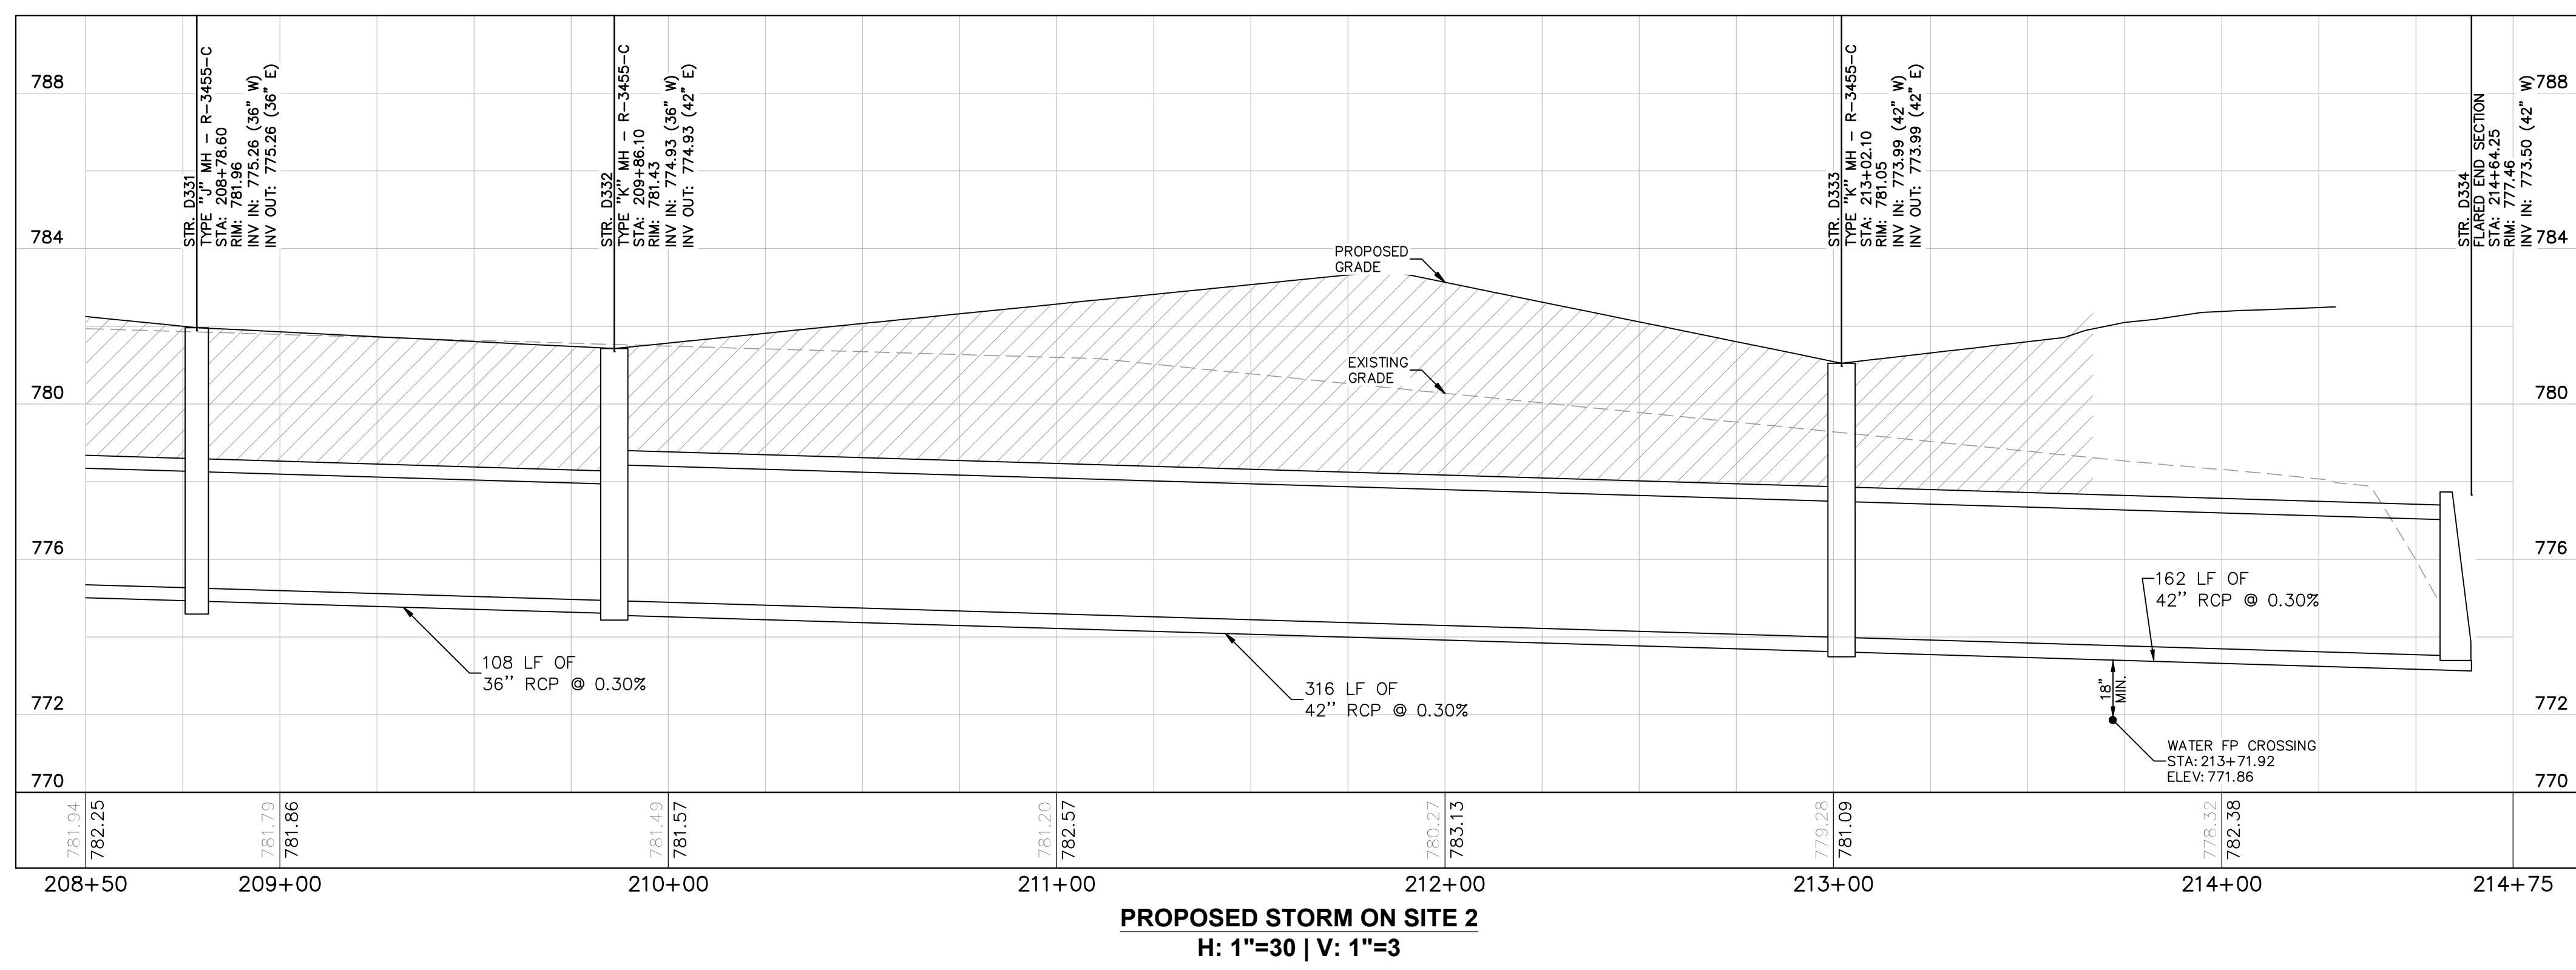 STR. D331
TYPE "J" MH - R-3455-C
STA: 208+78.60
RIM: 781.96
INV IN: 775.26 (36" W)
INV OUT: 775.26 (36" E)
STR. D332
TYPE "K" MH - R-3455-C
STA: 209+86.10
RIM: 781.43
INV IN: 774.93 (36" W)
INV OUT: 774.93 (42" E)
STR. D333
TYPE "K" MH - R-3455-C
STA: 213+02.10
RIM: 781.05
INV IN: 773.99 (42" W)
INV OUT: 773.99 (42" E)
STR. D334
FLARED END SECTION
STA: 214+64.25
RIM: 777.46
INV IN: 773.50 (42" W)
788
784
780
776
772
770
788
784
780
776
772
770
PROPOSED
GRADE
EXISTING
GRADE
108 LF OF
36'' RCP @ 0.30%
316 LF OF
42'' RCP @ 0.30%
162 LF OF
42'' RCP @ 0.30%
18"
MIN.
WATER FP CROSSING
STA: 213+71.92
ELEV: 771.86
781.94
782.25
781.79
781.86
781.49
781.57
781.20
782.57
780.27
783.13
779.28
781.09
778.32
782.38
208+50 209+00 210+00 211+00 212+00 213+00 214+00 214+75
PROPOSED STORM ON SITE 2
H: 1"=30 | V: 1"=3